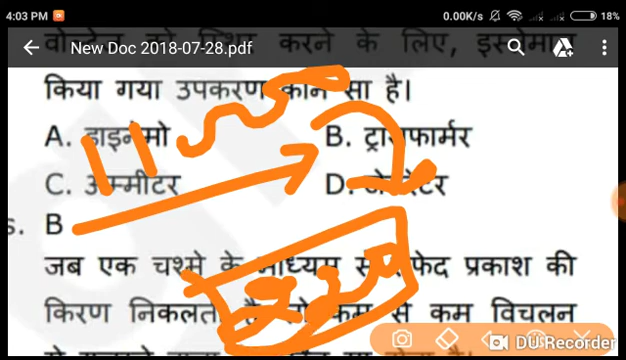 4:03 PM 0.00K/s 18%
New Doc 2018-07-28.pdf
वोल्टेज को स्थिर करने के लिए, इस्तेमाल
किया गया उपकरण कौन सा है।
A. डाइनेमो B. ट्रांसफार्मर
C. अम्मीटर D.
s. B
जब एक चश्मे के माध्यम से सफेद प्रकाश की
किरण निकलती है, तो कम से कम विचलन
DU Recorder